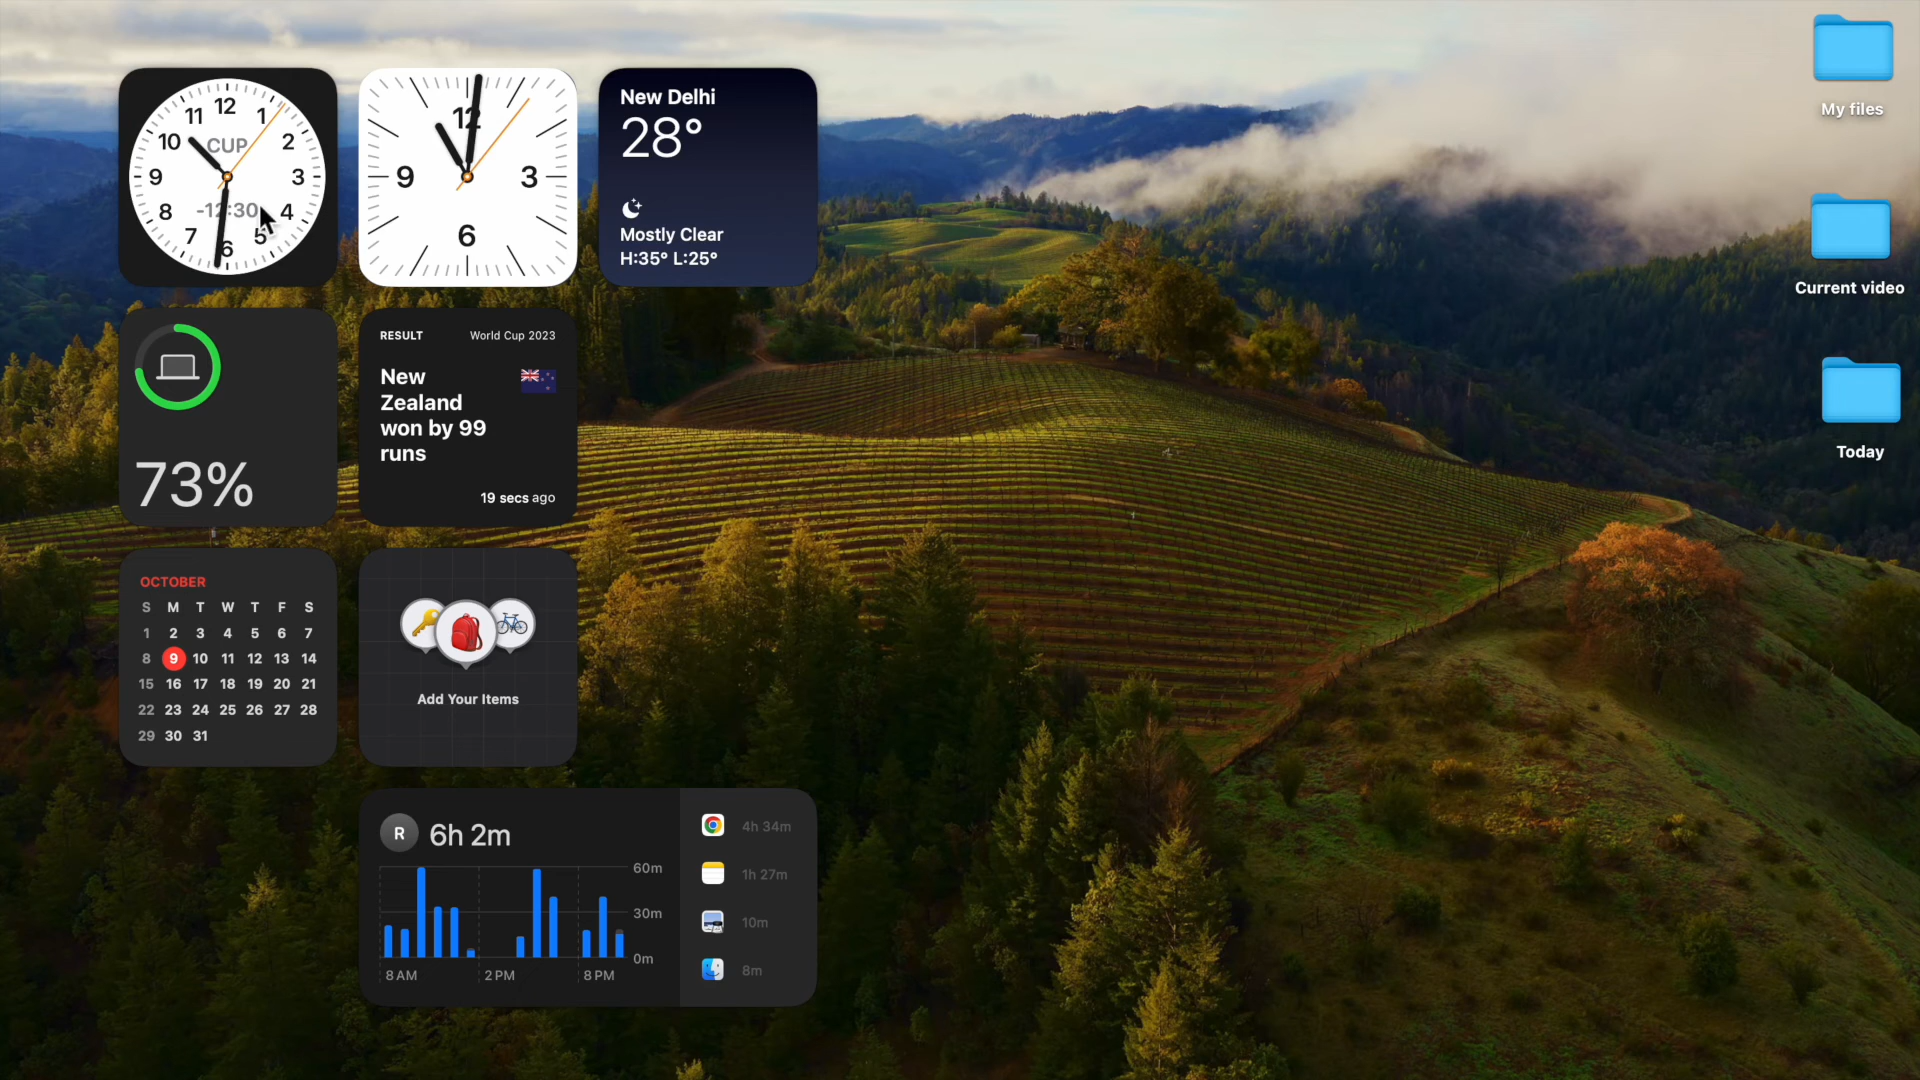 12
11
1
10
CUP
2
9
3
8
-12:30
4
7
5
6
12
9
3
6
New Delhi
28°
Mostly Clear
H:35° L:25°
My files
Current video
Today
73%
RESULT
World Cup 2023
New
Zealand
won by 99
runs
19 secs ago
OCTOBER
S M T W T F S
1 2 3 4 5 6 7
8 9 10 11 12 13 14
15 16 17 18 19 20 21
22 23 24 25 26 27 28
29 30 31
Add Your Items
R
6h 2m
60m
30m
0m
8 AM
2 PM
8 PM
4h 34m
1h 27m
10m
8m